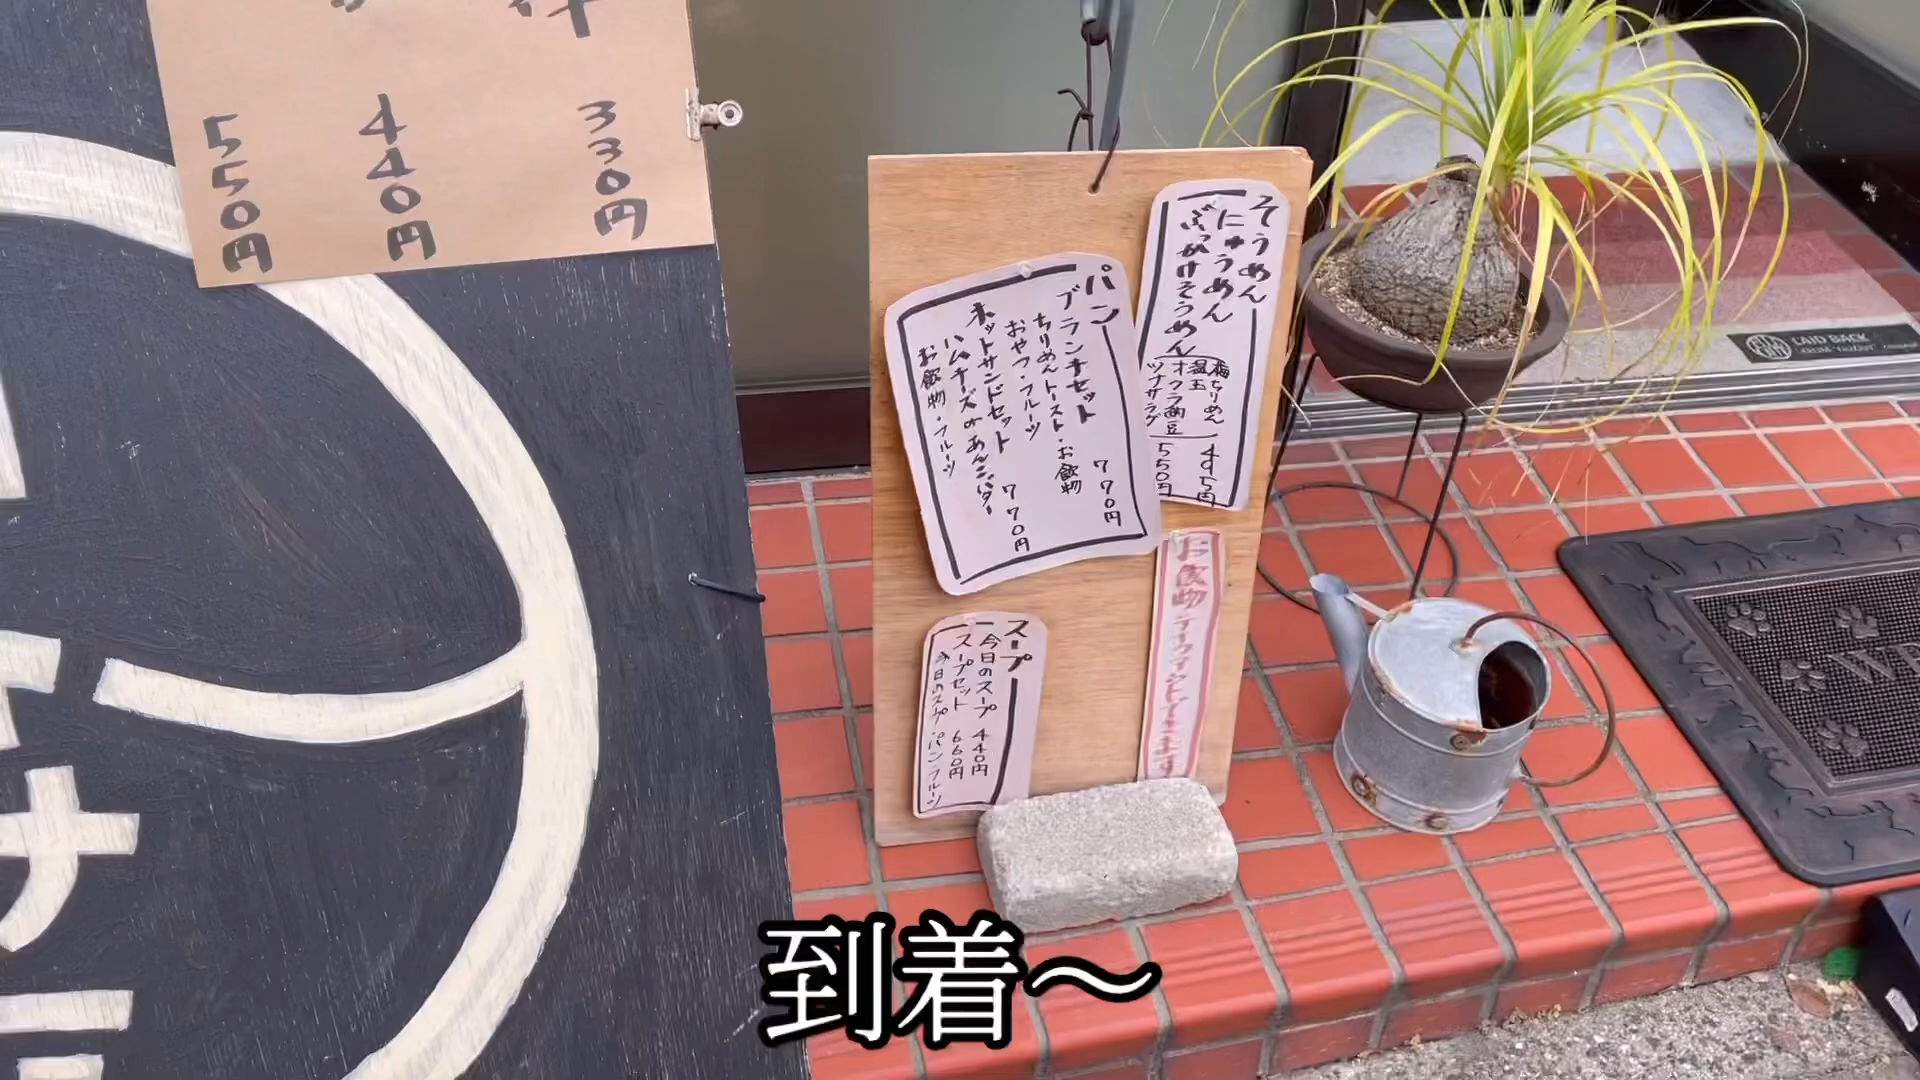 550円
440円
330円
そうめん
にゅうめん
ぶっかけそうめん
梅ちりめん
温玉
オクラ納豆
ツナサラダ
495円
550円
パン
ブランチセット 770円
ちりめんトースト・お飲物
おやつ・フルーツ
ホットサンドセット 770円
ハムチーズorあんこバター
お飲物・フルーツ
お飲物テイクアウトできます
スープ
今日のスープ 440円
スープセット 660円
今日のスープ・パン・フルーツ
LAID BACK
到着～